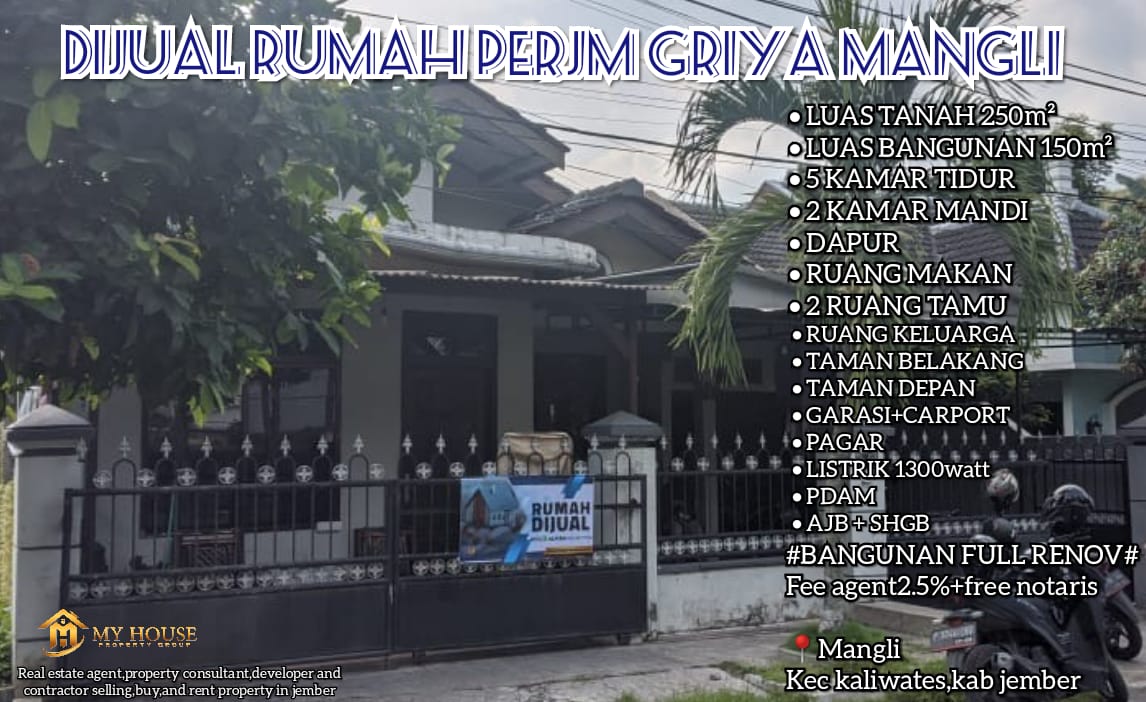 DIJUAL RUMAH PERJM GRIYA MANGLI
• LUAS TANAH 250m²
• LUAS BANGUNAN 150m²
• 5 KAMAR TIDUR
• 2 KAMAR MANDI
• DAPUR
• RUANG MAKAN
• 2 RUANG TAMU
• RUANG KELUARGA
• TAMAN BELAKANG
• TAMAN DEPAN
• GARASI+CARPORT
• PAGAR
• LISTRIK 1300watt
• PDAM
• AJB + SHGB
#BANGUNAN FULL RENOV#
Fee agent2.5%+free notaris
📍 Mangli
Kec kaliwates,kab jember
RUMAH
DIJUAL
MY HOUSE
PROPERTY GROUP
Real estate agent,property consultant,developer and
contractor selling,buy,and rent property in jember